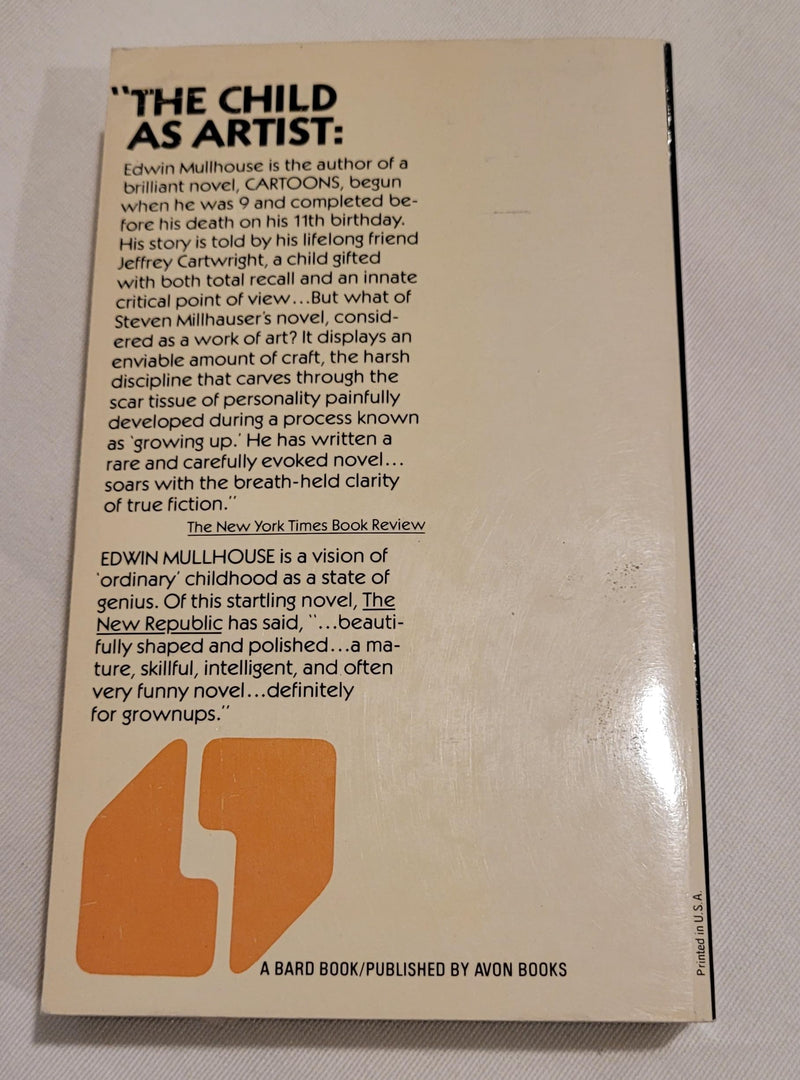 “THE CHILD
AS ARTIST:
Edwin Mullhouse is the author of a
brilliant novel, CARTOONS, begun
when he was 9 and completed be-
fore his death on his 11th birthday.
His story is told by his lifelong friend
Jeffrey Cartwright, a child gifted
with both total recall and an innate
critical point of view...But what of
Steven Millhauser's novel, consid-
ered as a work of art? It displays an
enviable amount of craft, the harsh
discipline that carves through the
scar tissue of personality painfully
developed during a process known
as ‘growing up.’ He has written a
rare and carefully evoked novel...
soars with the breath-held clarity
of true fiction.”
The New York Times Book Review
EDWIN MULLHOUSE is a vision of
‘ordinary’ childhood as a state of
genius. Of this startling novel, The
New Republic has said, “...beauti-
fully shaped and polished...a ma-
ture, skillful, intelligent, and often
very funny novel...definitely
for grownups.”
A BARD BOOK/PUBLISHED BY AVON BOOKS
Printed in U.S.A.